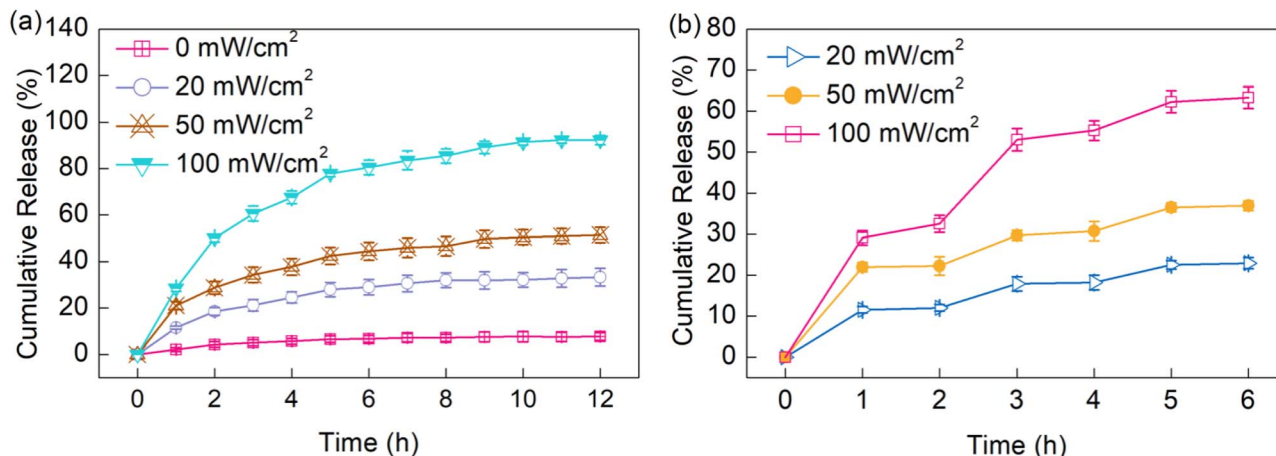 (a)
140
120
100
80
60
40
20
0
Cumulative Release (%)
0 mW/cm²
20 mW/cm²
50 mW/cm²
100 mW/cm²
0 2 4 6 8 10 12
Time (h)
(b)
80
70
60
50
40
30
20
10
0
Cumulative Release (%)
20 mW/cm²
50 mW/cm²
100 mW/cm²
0 1 2 3 4 5 6
Time (h)